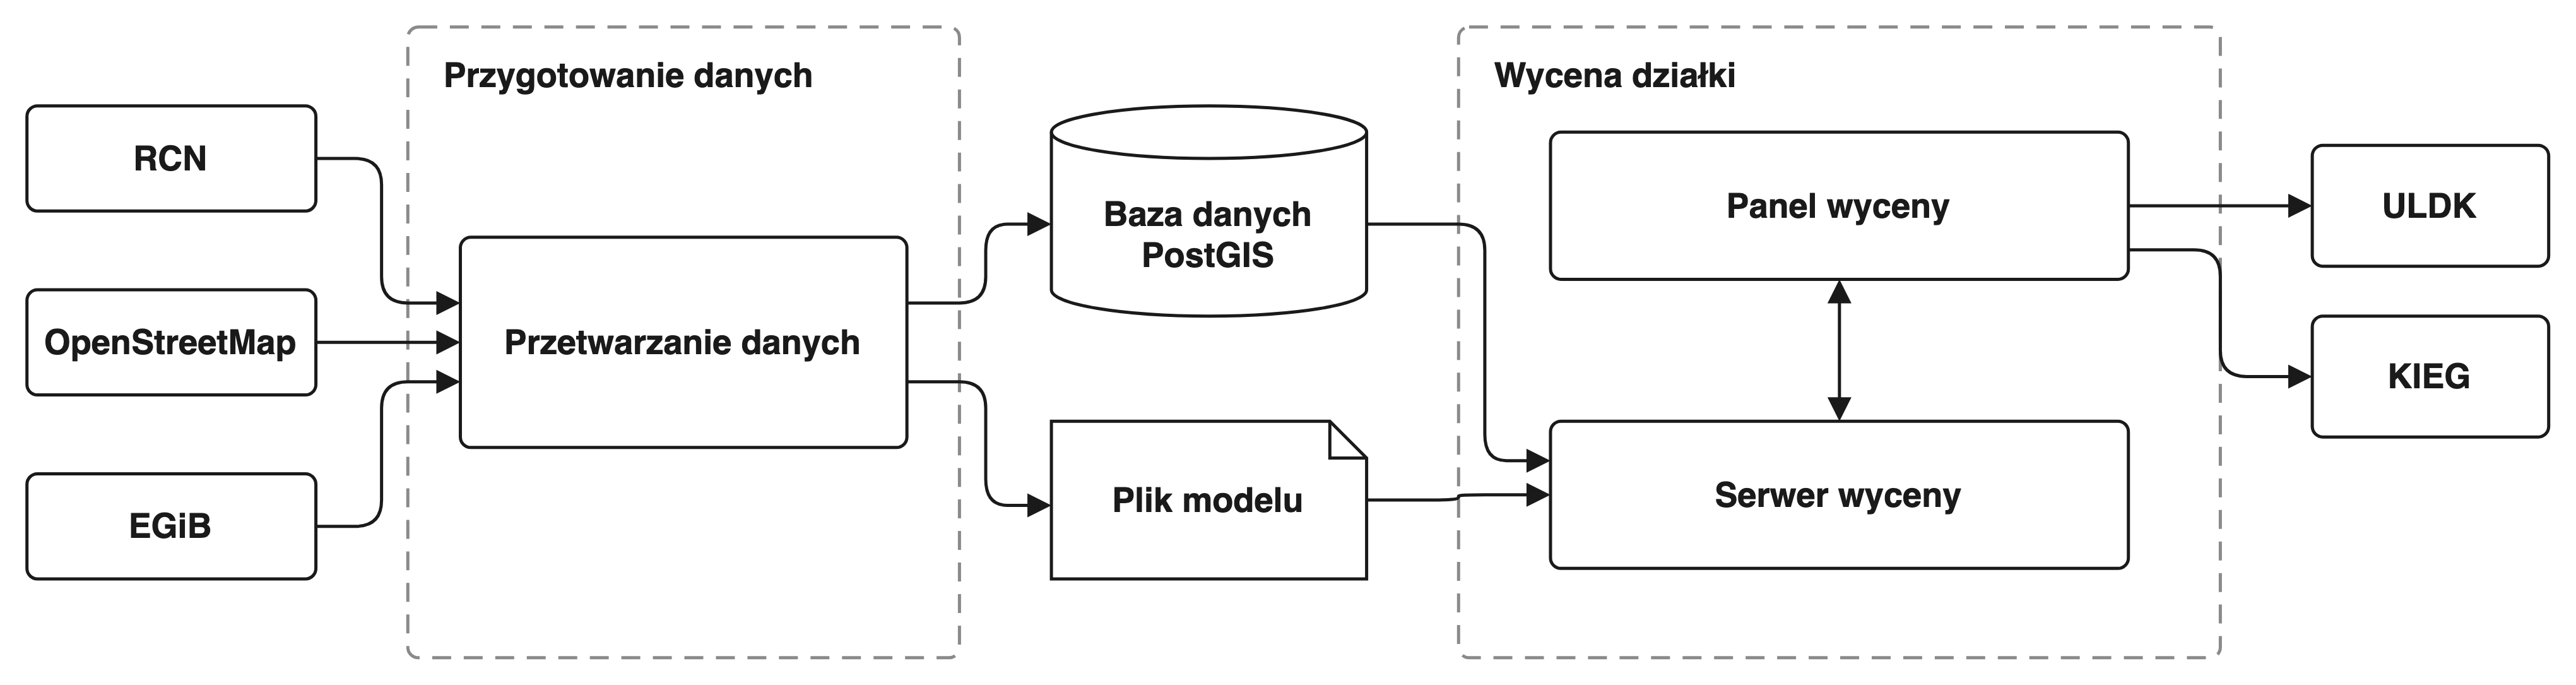 Przygotowanie danych
Wycena działki
RCN
OpenStreetMap
EGiB
Przetwarzanie danych
Baza danych
PostGIS
Plik modelu
Panel wyceny
Serwer wyceny
ULDK
KIEG